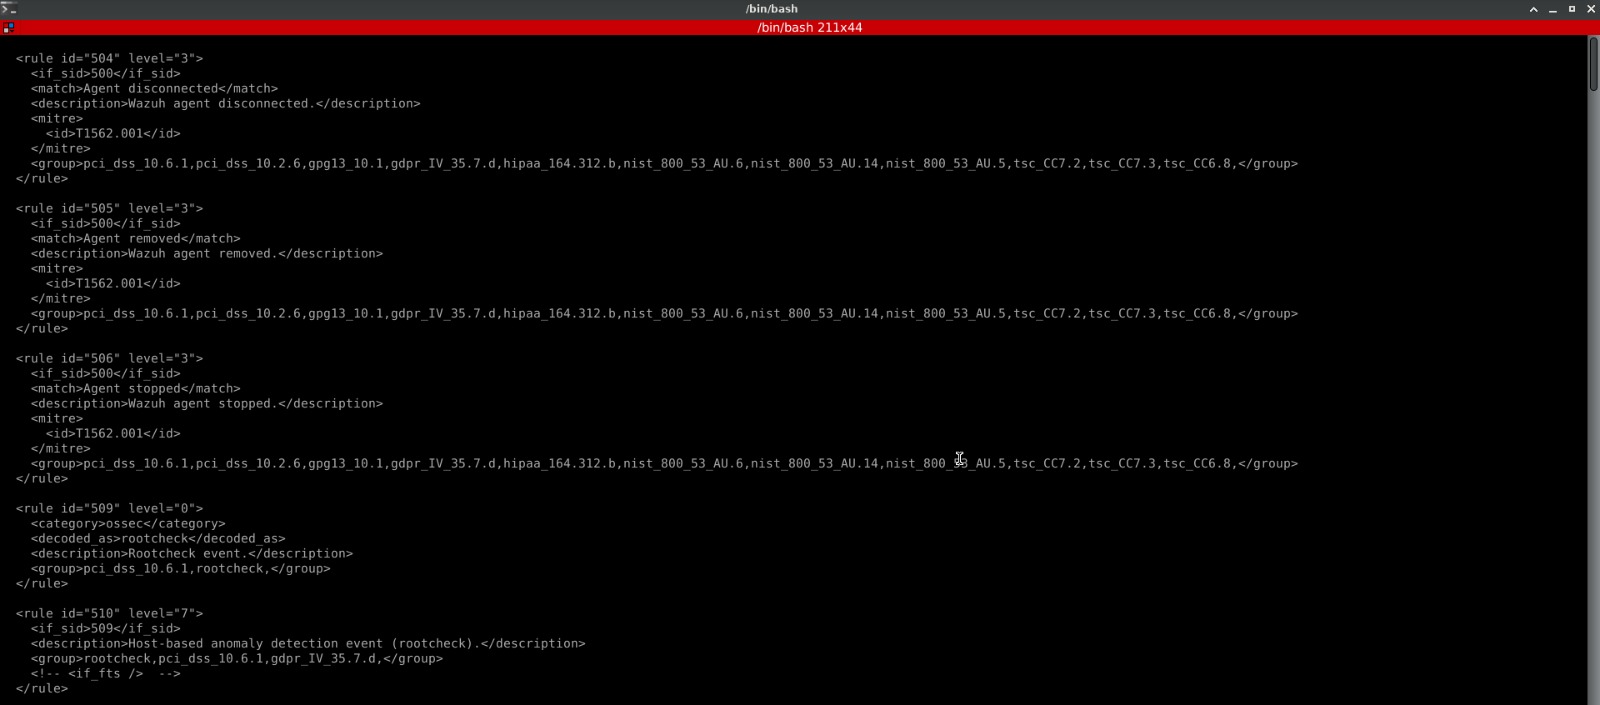 /bin/bash
/bin/bash 211x44
<rule id="504" level="3">
  <if_sid>500</if_sid>
  <match>Agent disconnected</match>
  <description>Wazuh agent disconnected.</description>
  <mitre>
    <id>T1562.001</id>
  </mitre>
  <group>pci_dss_10.6.1,pci_dss_10.2.6,gpg13_10.1,gdpr_IV_35.7.d,hipaa_164.312.b,nist_800_53_AU.6,nist_800_53_AU.14,nist_800_53_AU.5,tsc_CC7.2,tsc_CC7.3,tsc_CC6.8,</group>
</rule>
<rule id="505" level="3">
  <if_sid>500</if_sid>
  <match>Agent removed</match>
  <description>Wazuh agent removed.</description>
  <mitre>
    <id>T1562.001</id>
  </mitre>
  <group>pci_dss_10.6.1,pci_dss_10.2.6,gpg13_10.1,gdpr_IV_35.7.d,hipaa_164.312.b,nist_800_53_AU.6,nist_800_53_AU.14,nist_800_53_AU.5,tsc_CC7.2,tsc_CC7.3,tsc_CC6.8,</group>
</rule>
<rule id="506" level="3">
  <if_sid>500</if_sid>
  <match>Agent stopped</match>
  <description>Wazuh agent stopped.</description>
  <mitre>
    <id>T1562.001</id>
  </mitre>
  <group>pci_dss_10.6.1,pci_dss_10.2.6,gpg13_10.1,gdpr_IV_35.7.d,hipaa_164.312.b,nist_800_53_AU.6,nist_800_53_AU.14,nist_800_53_AU.5,tsc_CC7.2,tsc_CC7.3,tsc_CC6.8,</group>
</rule>
<rule id="509" level="0">
  <category>ossec</category>
  <decoded_as>rootcheck</decoded_as>
  <description>Rootcheck event.</description>
  <group>pci_dss_10.6.1,rootcheck,</group>
</rule>
<rule id="510" level="7">
  <if_sid>509</if_sid>
  <description>Host-based anomaly detection event (rootcheck).</description>
  <group>rootcheck,pci_dss_10.6.1,gdpr_IV_35.7.d,</group>
  <!-- <if_fts />  -->
</rule>